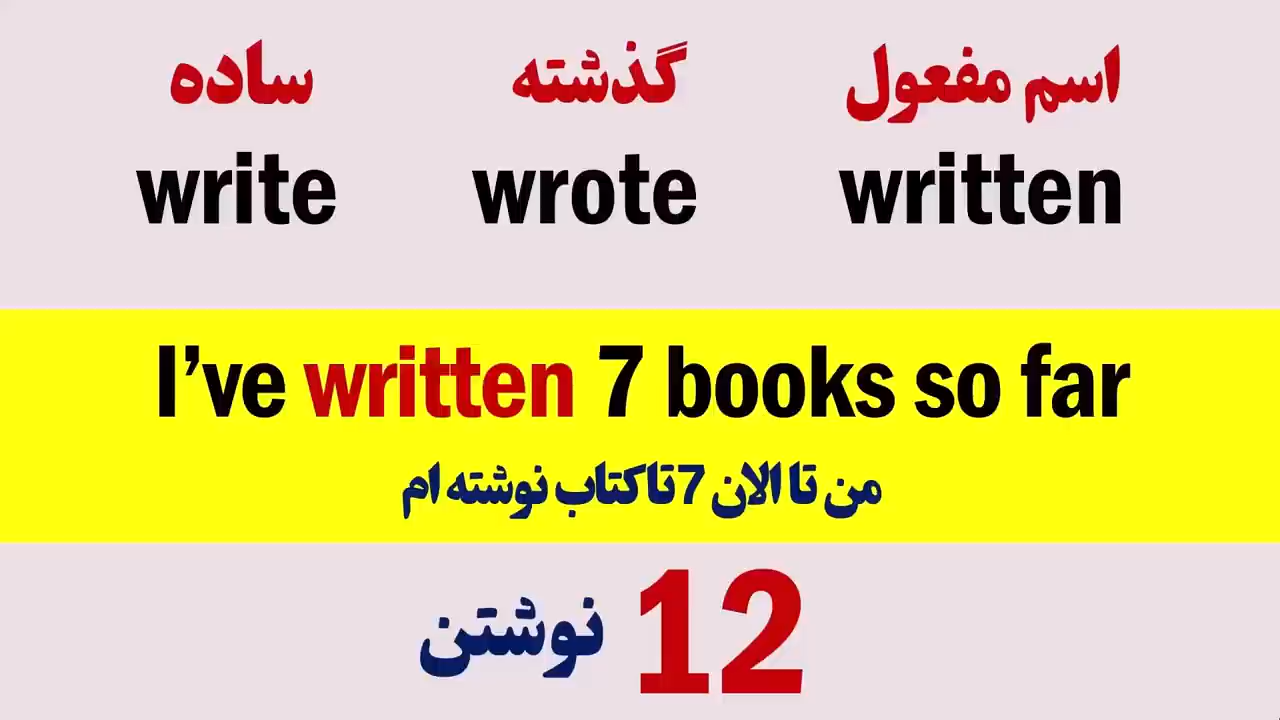 ساده گذشته اسم مفعول
write wrote written
I've written 7 books so far
من تا الان 7 تا کتاب نوشته ام
12 نوشتن